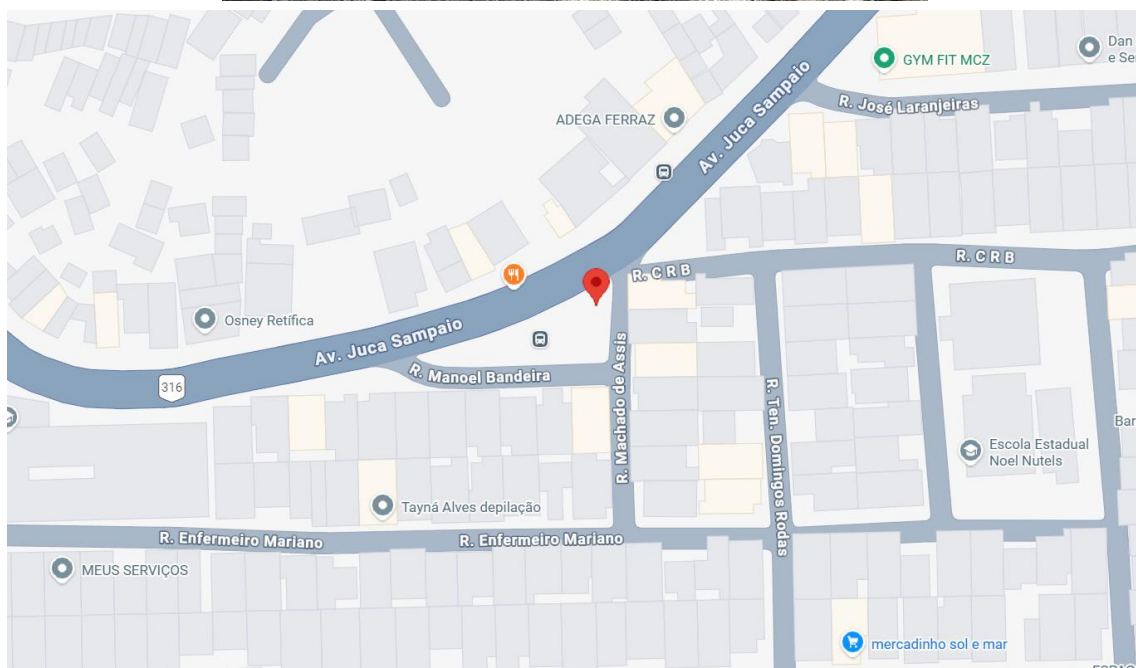 GYM FIT MCZ
Dan
e Se
R. José Laranjeiras
ADEGA FERRAZ
Av. Juca Sampaio
R. C R B
R. C R B
Osney Retífica
Av. Juca Sampaio
316
R. Manoel Bandeira
R. Machado de Assis
R. Ten. Domingos Rodas
Bar
Escola Estadual
Noel Nutels
Tayná Alves depilação
R. Enfermeiro Mariano
R. Enfermeiro Mariano
MEUS SERVIÇOS
mercadinho sol e mar